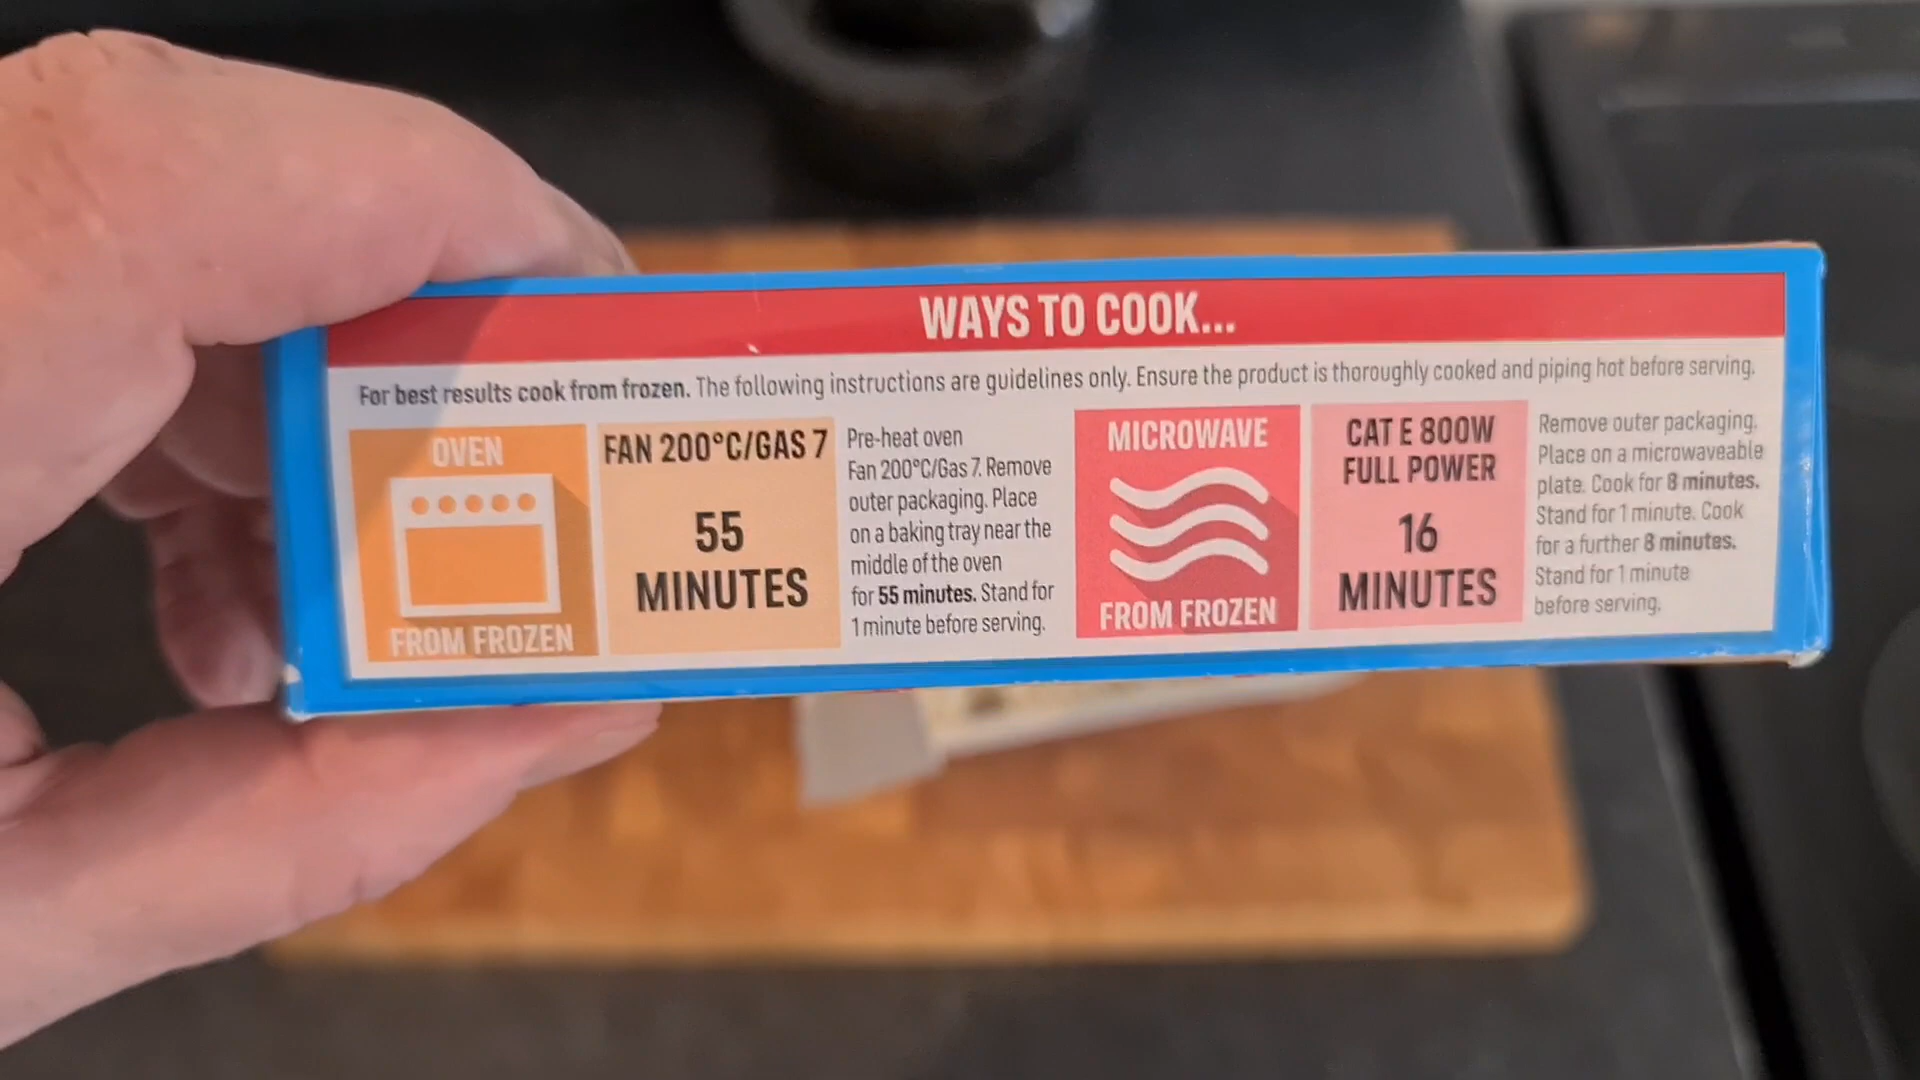 WAYS TO COOK...
For best results cook from frozen. The following instructions are guidelines only. Ensure the product is thoroughly cooked and piping hot before serving.
OVEN
FROM FROZEN
FAN 200°C/GAS 7
55
MINUTES
Pre-heat oven
Fan 200°C/Gas 7. Remove
outer packaging. Place
on a baking tray near the
middle of the oven
for 55 minutes. Stand for
1 minute before serving.
MICROWAVE
FROM FROZEN
CAT E 800W
FULL POWER
16
MINUTES
Remove outer packaging.
Place on a microwaveable
plate. Cook for 8 minutes.
Stand for 1 minute. Cook
for a further 8 minutes.
Stand for 1 minute
before serving.